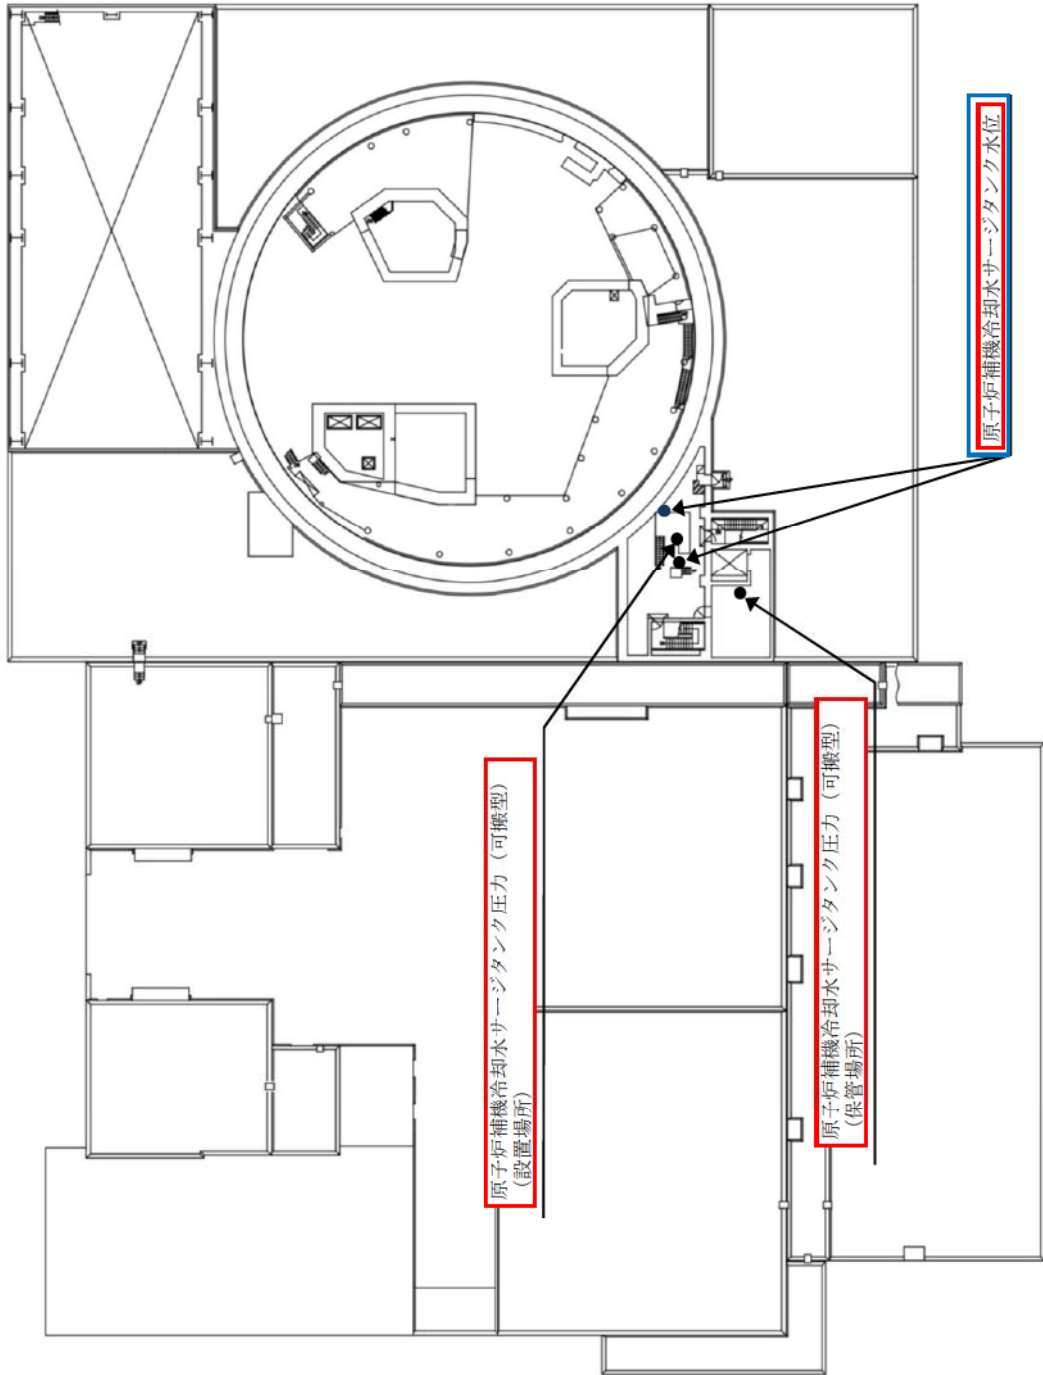 原子炉補機冷却水サージタンク水位
原子炉補機冷却水サージタンク圧力（可搬型）
（保管場所）
原子炉補機冷却水サージタンク圧力（可搬型）
（設置場所）